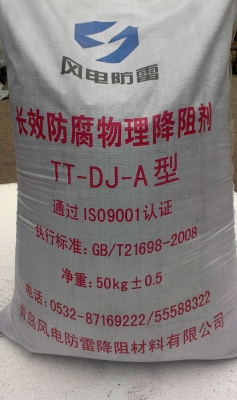 风电防雷
长效防腐物理降阻剂
TT-DJ-A型
通过ISO9001认证
执行标准：GB/T21698-2008
净重：50kg±0.5
电话：0532-87169222/55588322
青岛风电防雷降阻材料有限公司